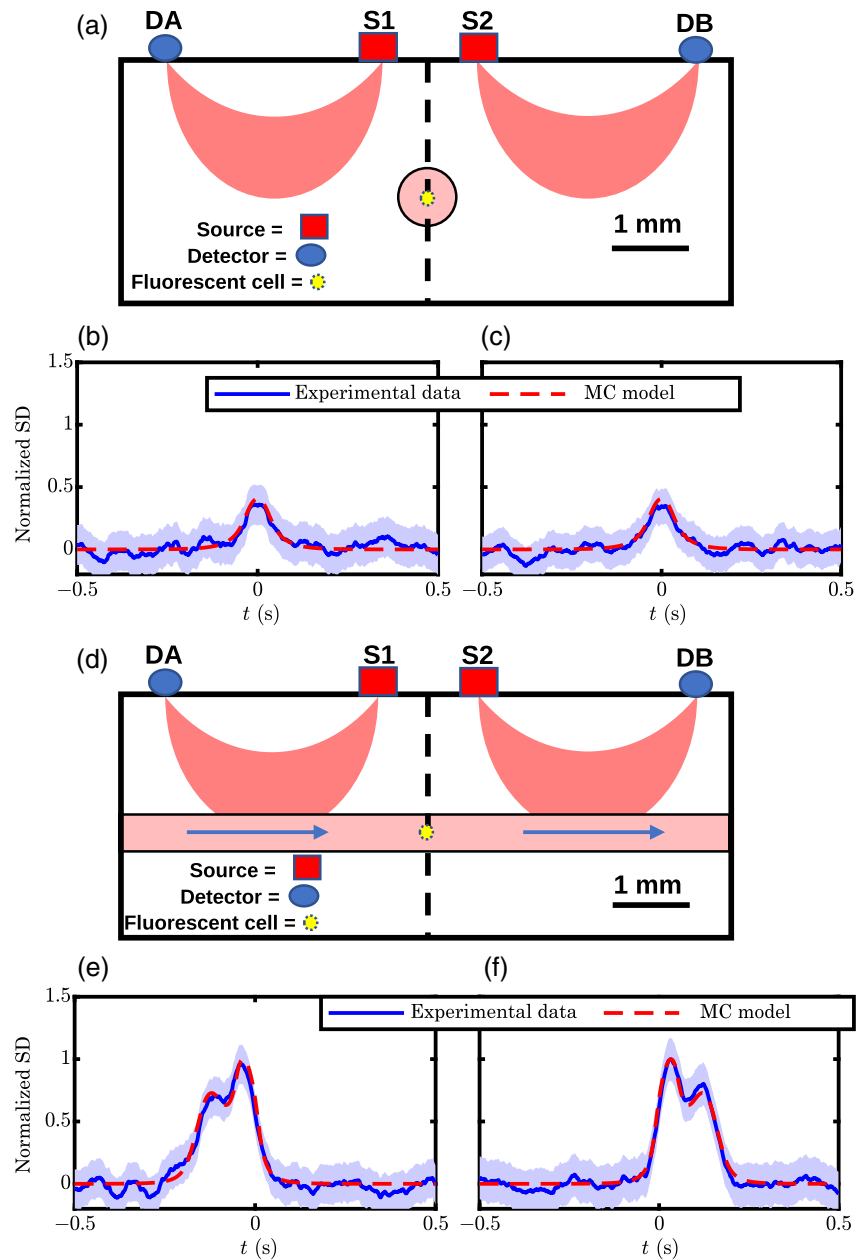 (a)
DA S1 S2 DB
Source =
Detector =
Fluorescent cell =
1 mm
(b) (c)
Experimental data MC model
Normalized SD
1.5
1
0.5
0
−0.5 0 0.5
t (s)
−0.5 0 0.5
t (s)
(d)
DA S1 S2 DB
Source =
Detector =
Fluorescent cell =
1 mm
(e) (f)
Experimental data MC model
Normalized SD
1.5
1
0.5
0
−0.5 0 0.5
t (s)
−0.5 0 0.5
t (s)